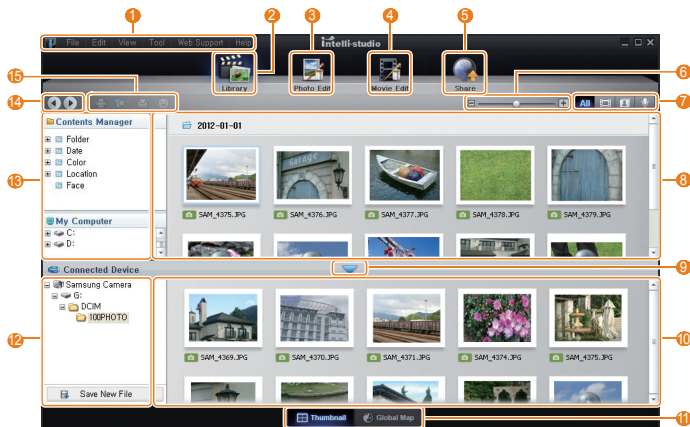 1
2
3
4
5
File Edit View Tool Web Support Help
intelli-studio
Library
Photo Edit
Movie Edit
Share
6
15
14
All
7
Contents Manager
Folder
Date
Color
Location
Face
13
2012-01-01
Garage
SAM_4375.JPG
SAM_4376.JPG
SAM_4377.JPG
SAM_4378.JPG
SAM_4379.JPG
8
My Computer
C:
D:
Connected Device
9
Samsung Camera
G:
DCIM
100PHOTO
12
SAM_4369.JPG
SAM_4370.JPG
SAM_4371.JPG
SAM_4374.JPG
SAM_4375.JPG
10
Save New File
Thumbnail
Global Map
11